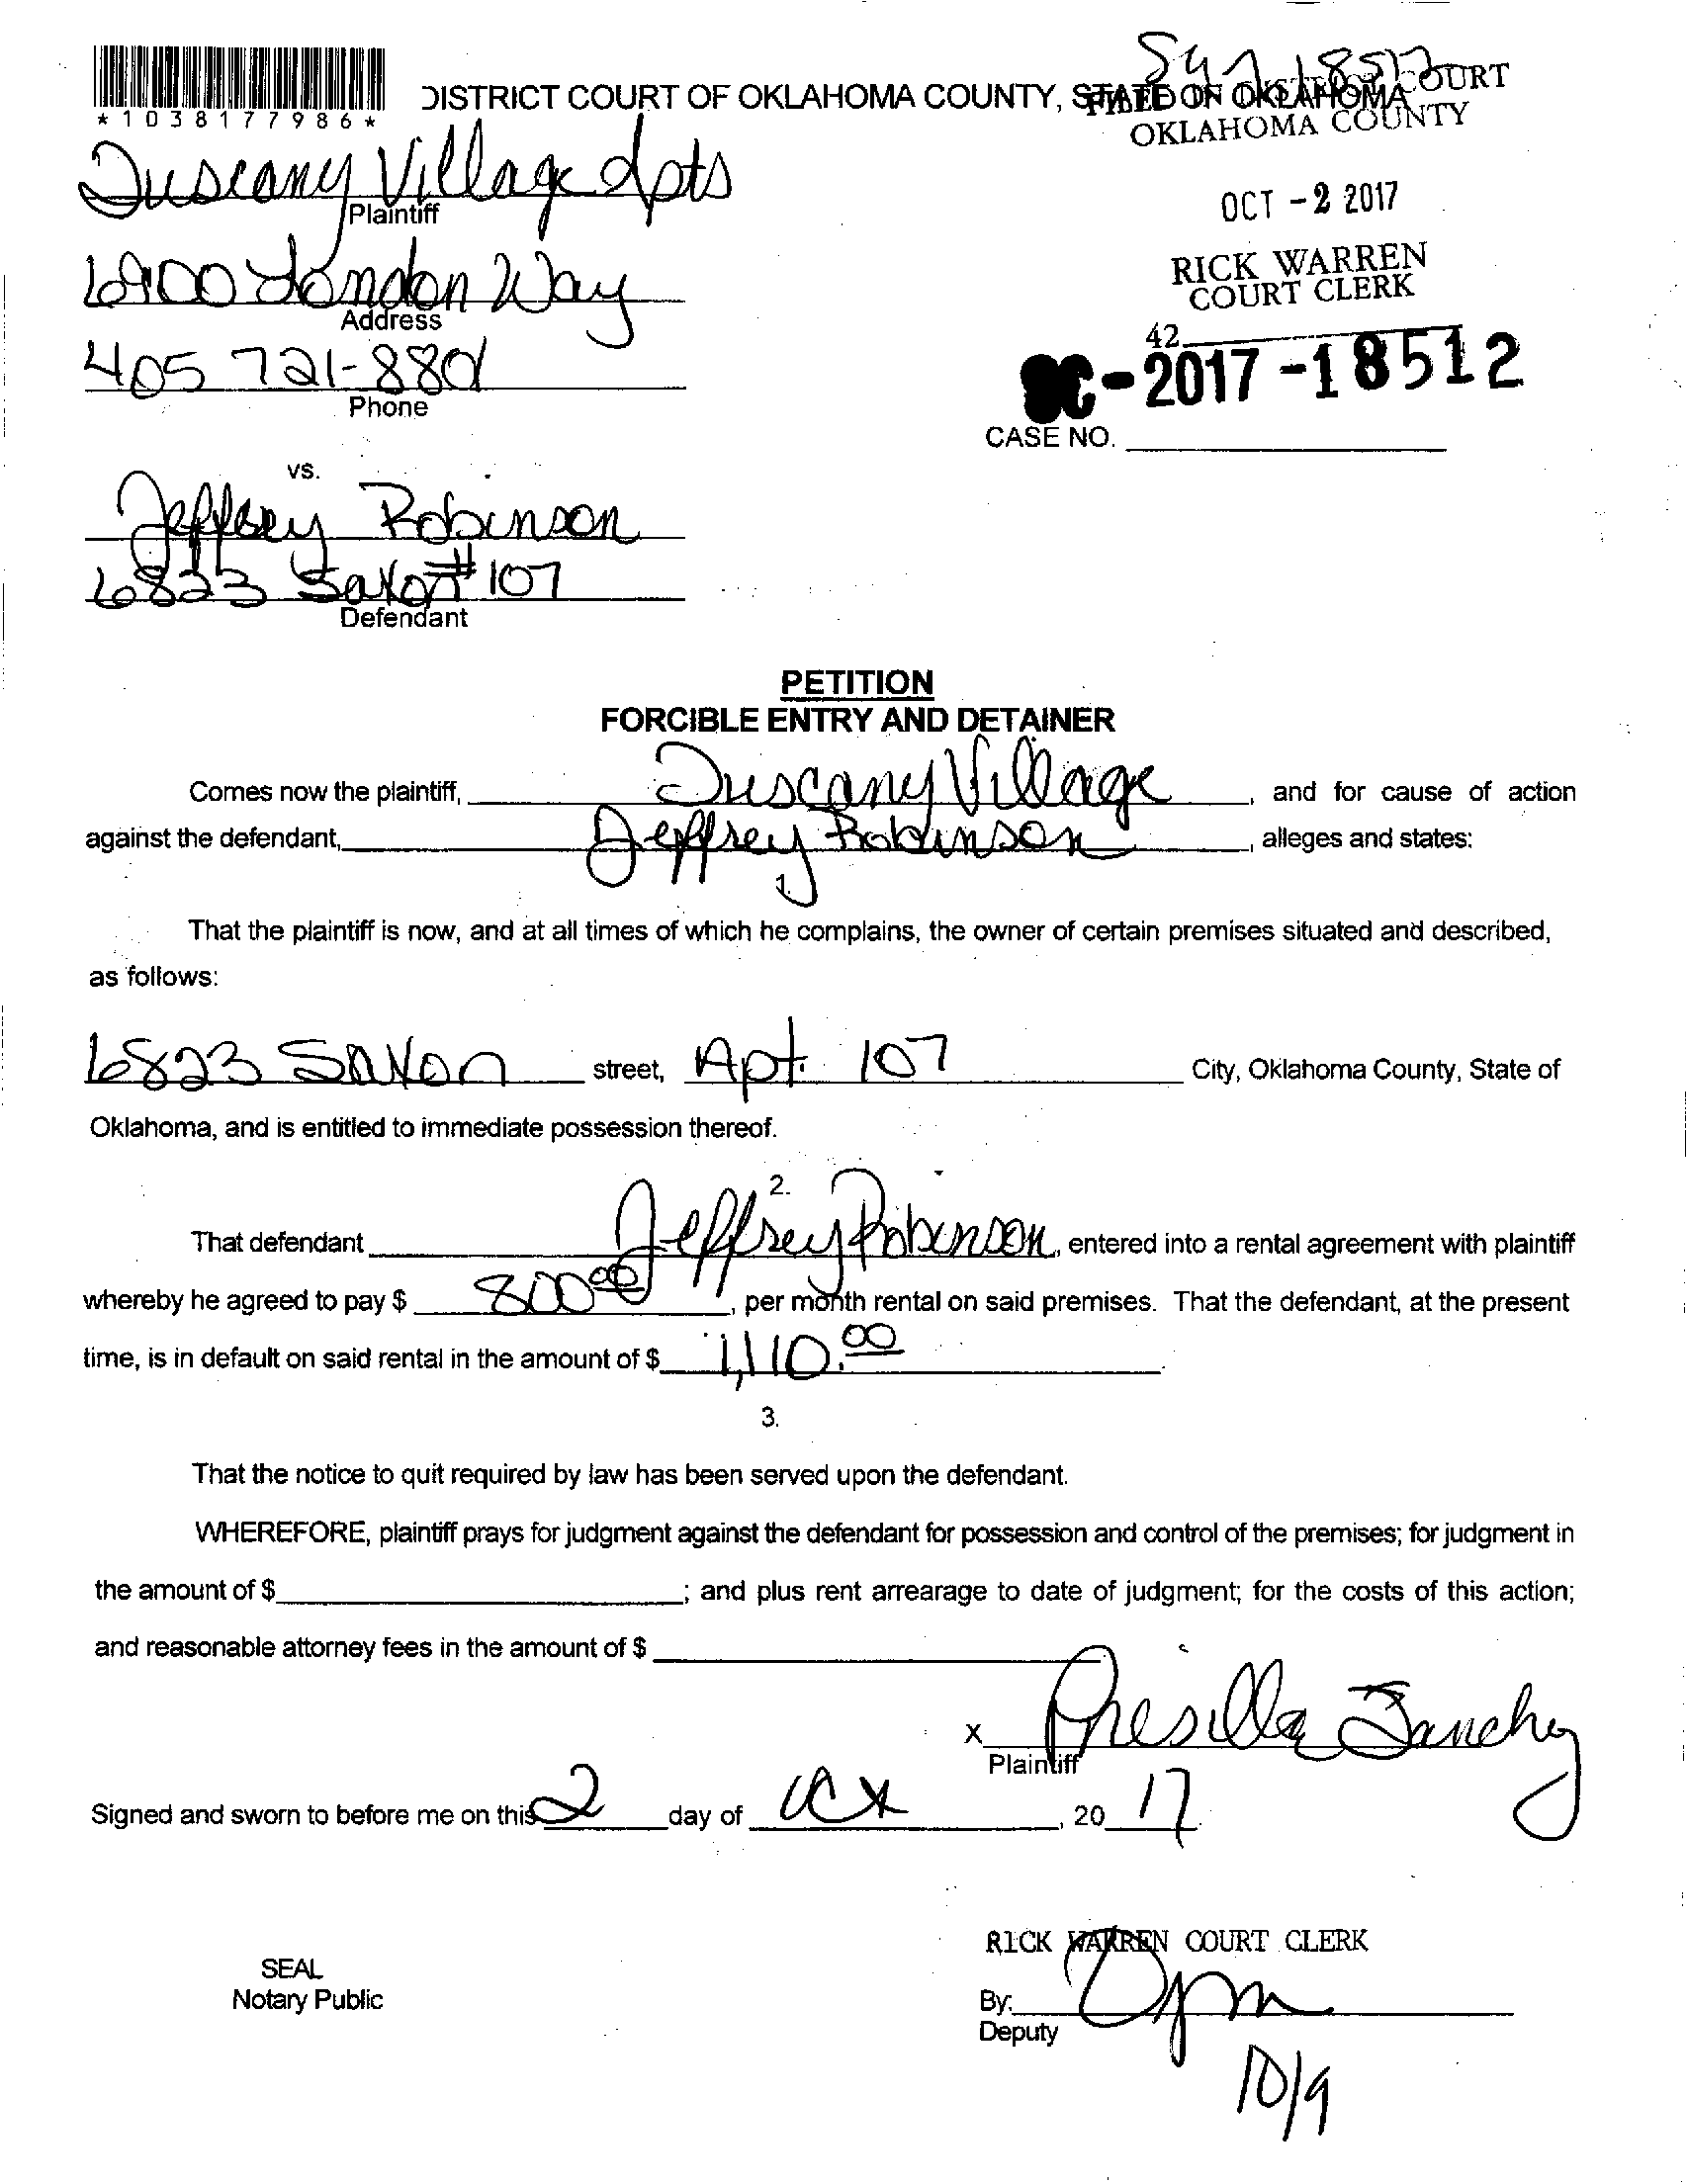 *1038177986*
DISTRICT COURT OF OKLAHOMA COUNTY, STATE OF OKLAHOMA
FILED IN DISTRICT COURT
OKLAHOMA COUNTY
OCT -2 2017
RICK WARREN
COURT CLERK
42
SC-2017-18512
CASE NO.
Tuscany Village Apts
Plaintiff
6900 London Way
Address
405 721-8801
Phone
vs.
Jeffrey Robinson
6823 Saxon #107
Defendant
PETITION
FORCIBLE ENTRY AND DETAINER
Comes now the plaintiff, Tuscany Village, and for cause of action
against the defendant, Jeffrey Robinson, alleges and states:
1.
That the plaintiff is now, and at all times of which he complains, the owner of certain premises situated and described,
as follows:
6823 Saxon street, Apt. 107 City, Oklahoma County, State of
Oklahoma, and is entitled to immediate possession thereof.
2.
That defendant Jeffrey Robinson, entered into a rental agreement with plaintiff
whereby he agreed to pay $ 800.00, per month rental on said premises. That the defendant, at the present
time, is in default on said rental in the amount of $ 1,110.00.
3.
That the notice to quit required by law has been served upon the defendant.
WHEREFORE, plaintiff prays for judgment against the defendant for possession and control of the premises; for judgment in
the amount of $ ; and plus rent arrearage to date of judgment; for the costs of this action;
and reasonable attorney fees in the amount of $
x Presilla Sanchez
Plaintiff
Signed and sworn to before me on this 2 day of Oct, 20 17.
RICK WARREN COURT CLERK
SEAL
Notary Public
By:
Deputy
10/9